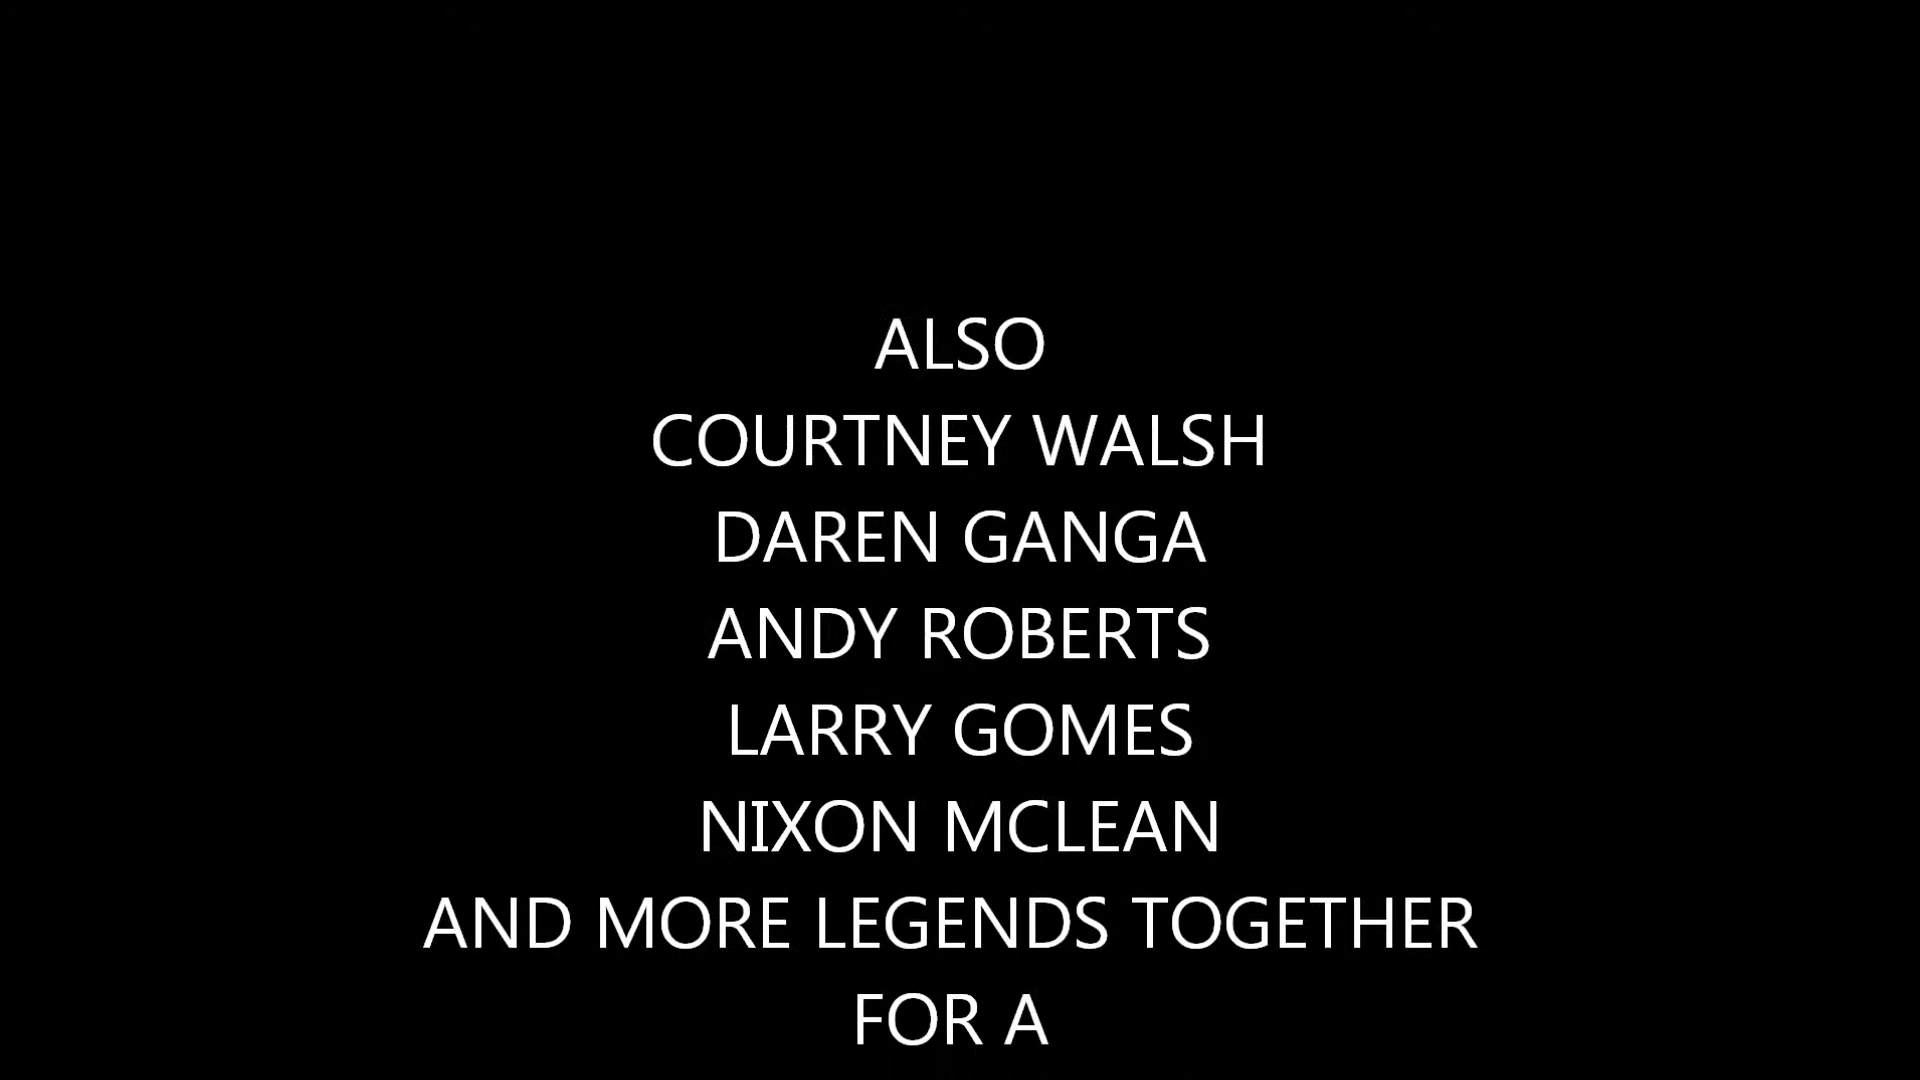 ALSO
COURTNEY WALSH
DAREN GANGA
ANDY ROBERTS
LARRY GOMES
NIXON MCLEAN
AND MORE LEGENDS TOGETHER
FOR A